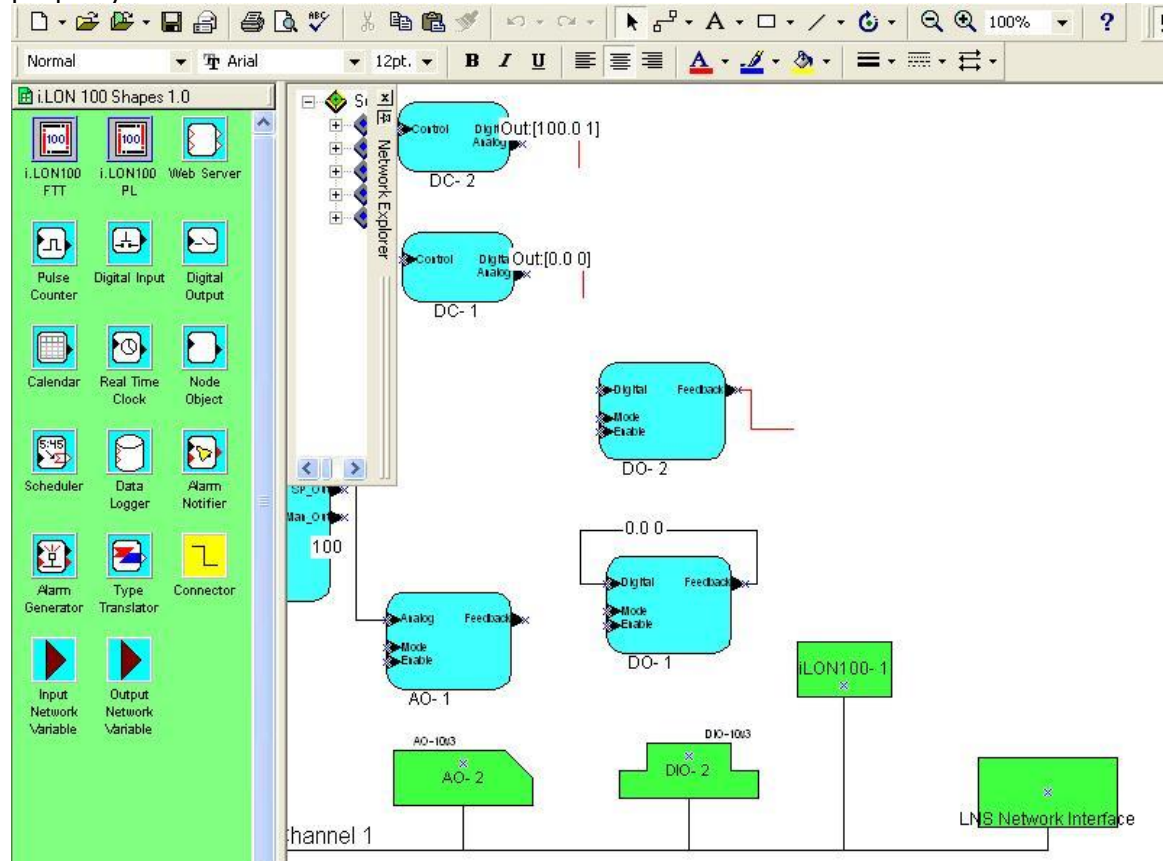 100%
?
Normal
Arial
12pt.
B I U
i.LON 100 Shapes 1.0
i.LON100
FTT
i.LON100
PL
Web Server
Pulse
Counter
Digital Input
Digital
Output
Calendar
Real Time
Clock
Node
Object
Scheduler
Data
Logger
Alarm
Notifier
Alarm
Generator
Type
Translator
Connector
Input
Network
Variable
Output
Network
Variable
Network Explorer
Control
Out:[100.0 1]
Analog
DC- 2
Control
Out:[0.0 0]
Analog
DC- 1
Digital Feedback
Mode
Enable
DO- 2
SP_Out
Man_Out
100
0.0 0
Digital Feedback
Mode
Enable
DO- 1
Analog Feedback
Mode
Enable
AO- 1
iLON100- 1
AO-10v3
AO- 2
DIO-10v3
DIO- 2
LNS Network Interface
hannel 1